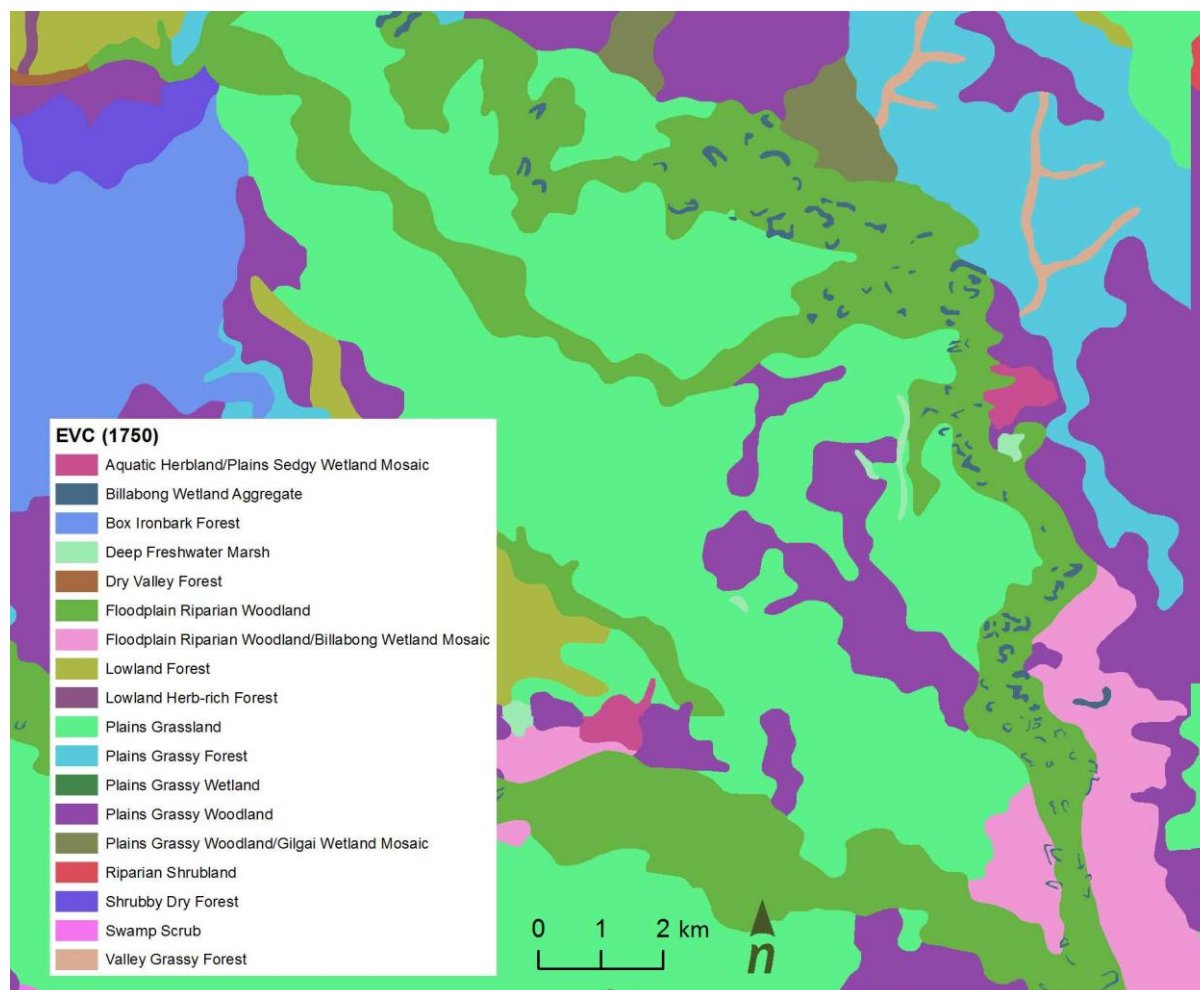 EVC (1750)
Aquatic Herbland/Plains Sedgy Wetland Mosaic
Billabong Wetland Aggregate
Box Ironbark Forest
Deep Freshwater Marsh
Dry Valley Forest
Floodplain Riparian Woodland
Floodplain Riparian Woodland/Billabong Wetland Mosaic
Lowland Forest
Lowland Herb-rich Forest
Plains Grassland
Plains Grassy Forest
Plains Grassy Wetland
Plains Grassy Woodland
Plains Grassy Woodland/Gilgai Wetland Mosaic
Riparian Shrubland
Shrubby Dry Forest
Swamp Scrub
Valley Grassy Forest
0 1 2 km
n